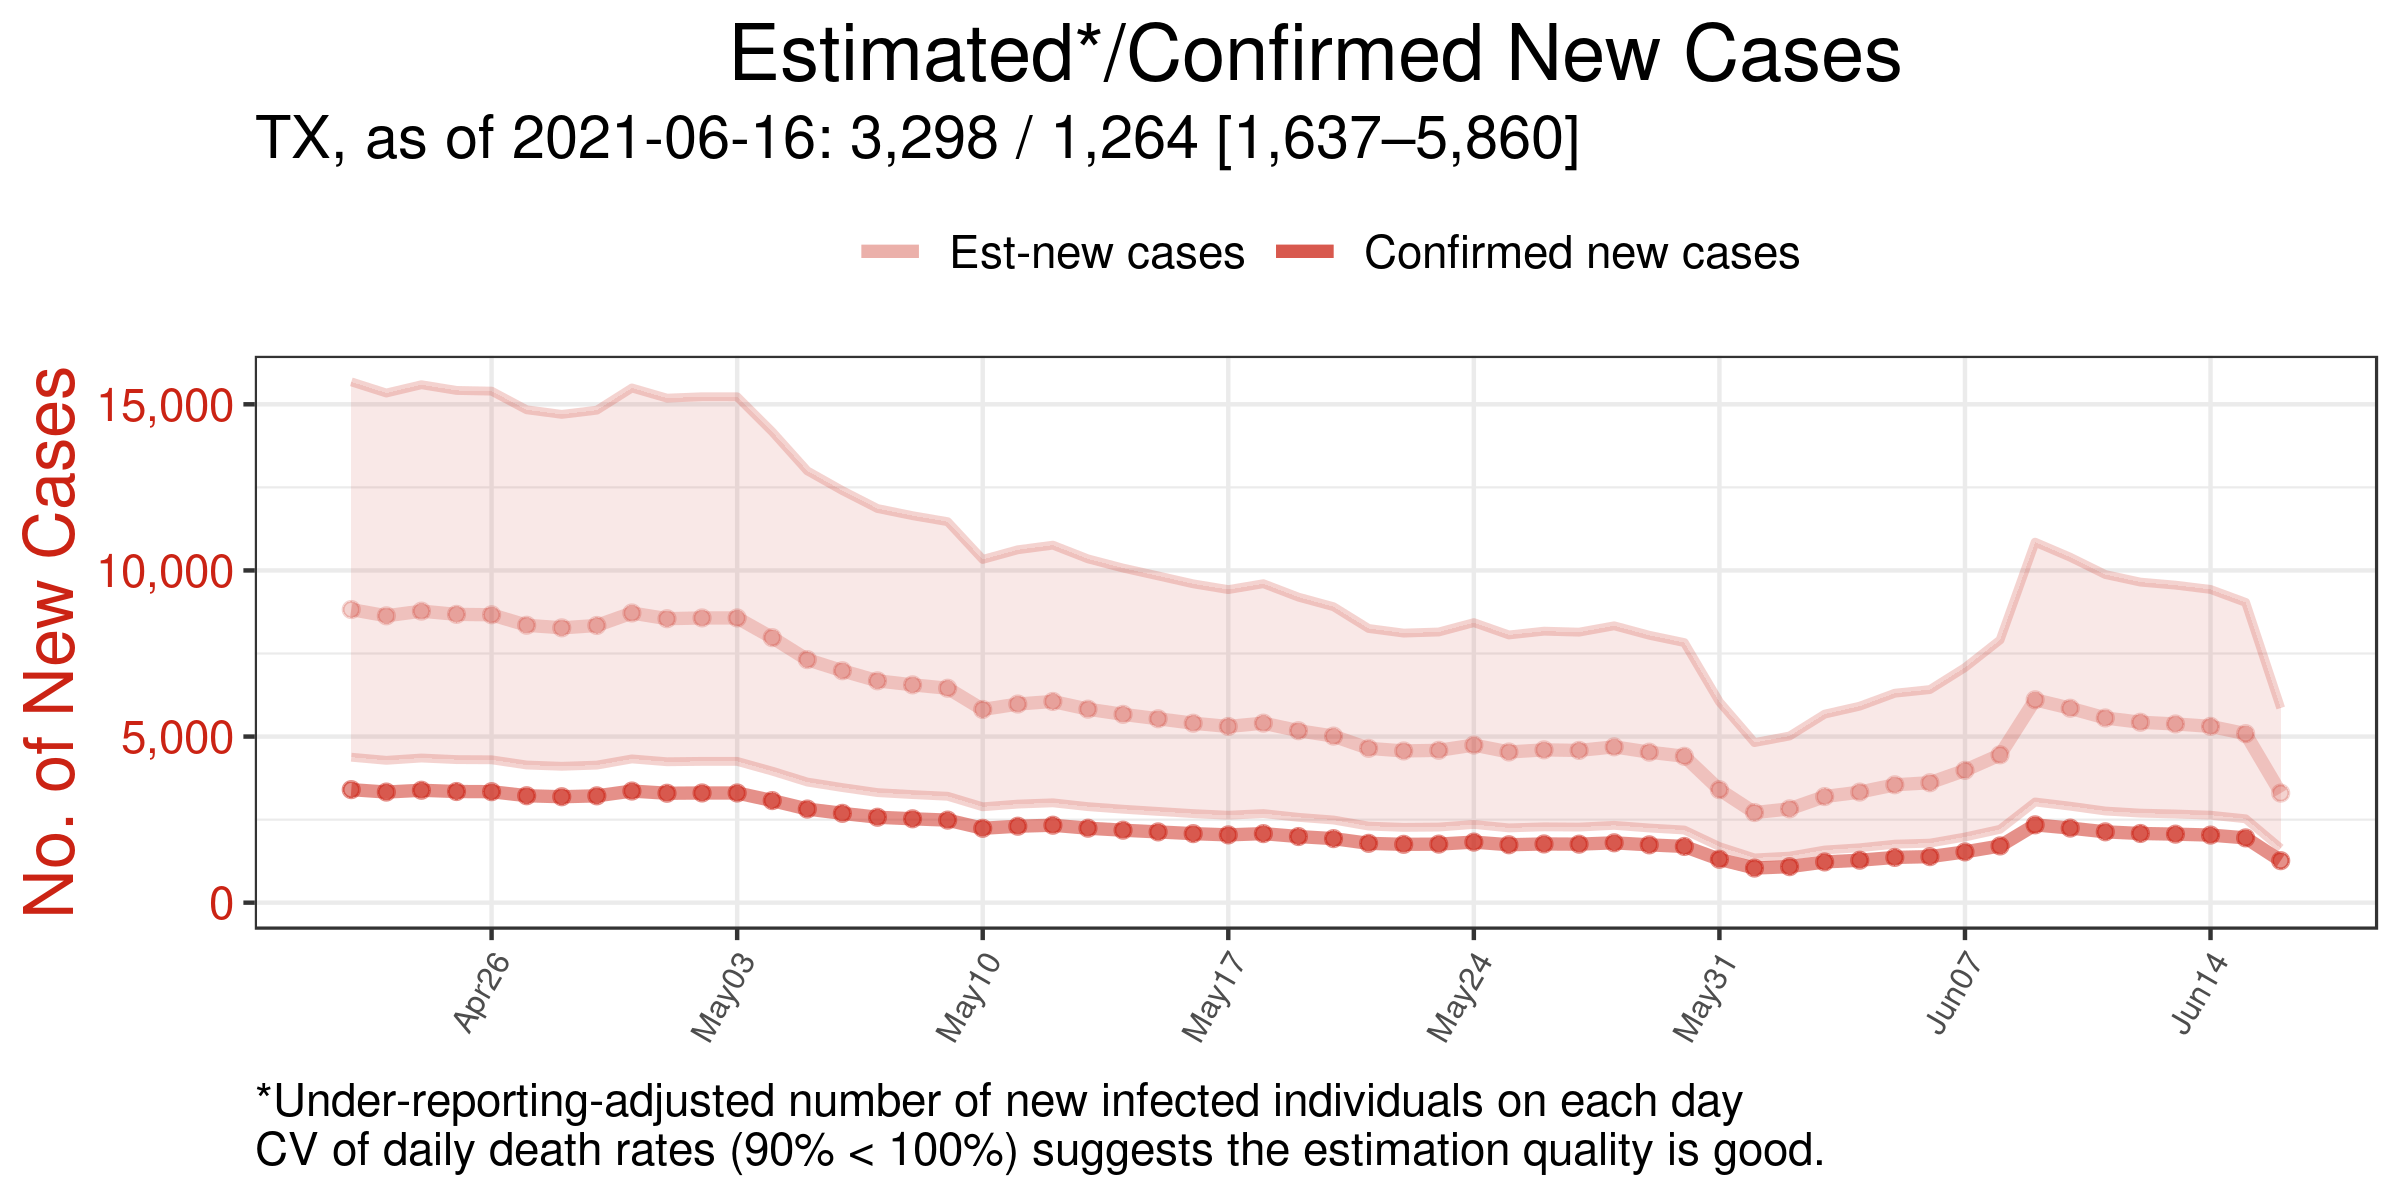 Estimated*/Confirmed New Cases
TX, as of 2021-06-16: 3,298 / 1,264 [1,637–5,860]
Est-new cases
Confirmed new cases
No. of New Cases
15,000
10,000
5,000
0
Apr26
May03
May10
May17
May24
May31
Jun07
Jun14
*Under-reporting-adjusted number of new infected individuals on each day
CV of daily death rates (90% < 100%) suggests the estimation quality is good.